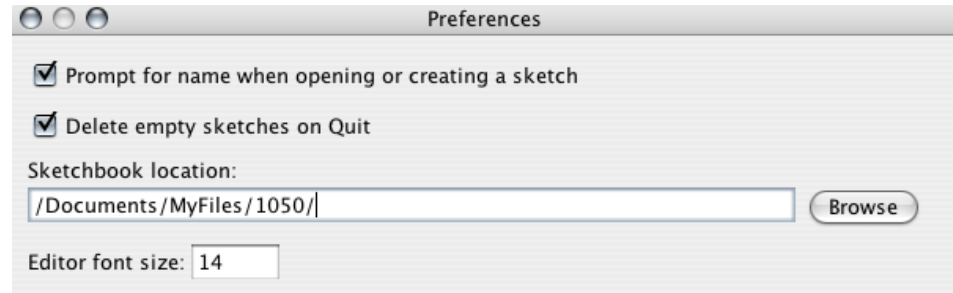 Preferences
Prompt for name when opening or creating a sketch
Delete empty sketches on Quit
Sketchbook location:
/Documents/MyFiles/1050/
Browse
Editor font size: 14